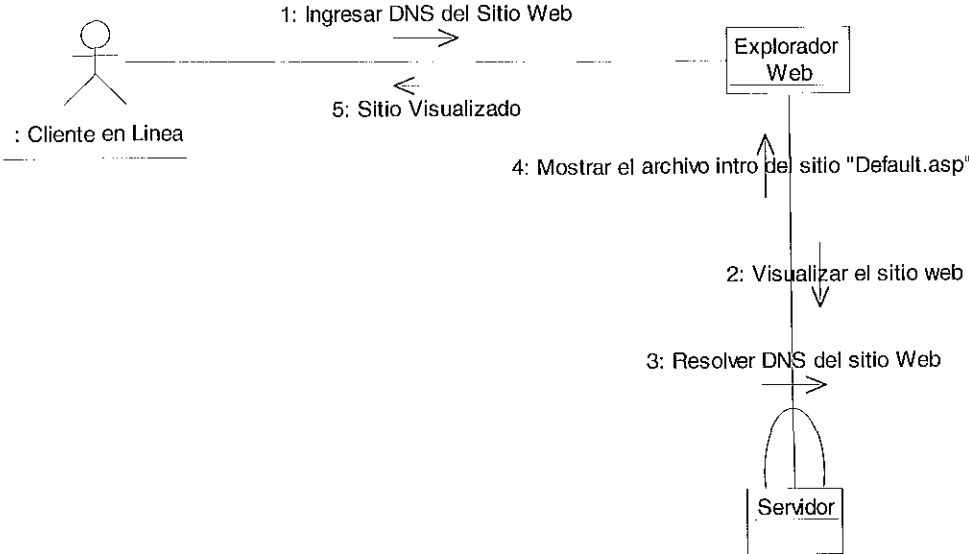 1: Ingresar DNS del Sitio Web
Explorador
Web
5: Sitio Visualizado
: Cliente en Linea
4: Mostrar el archivo intro del sitio "Default.asp"
2: Visualizar el sitio web
3: Resolver DNS del sitio Web
Servidor